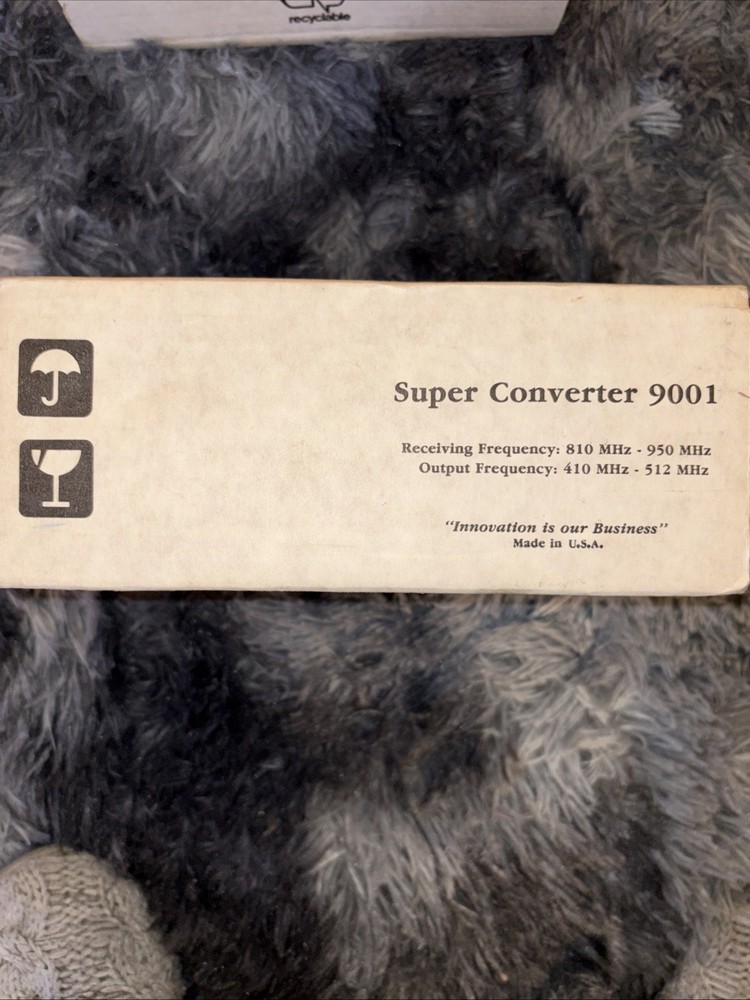 recyclable
Super Converter 9001
Receiving Frequency: 810 MHz - 950 MHz
Output Frequency: 410 MHz - 512 MHz
"Innovation is our Business"
Made in U.S.A.